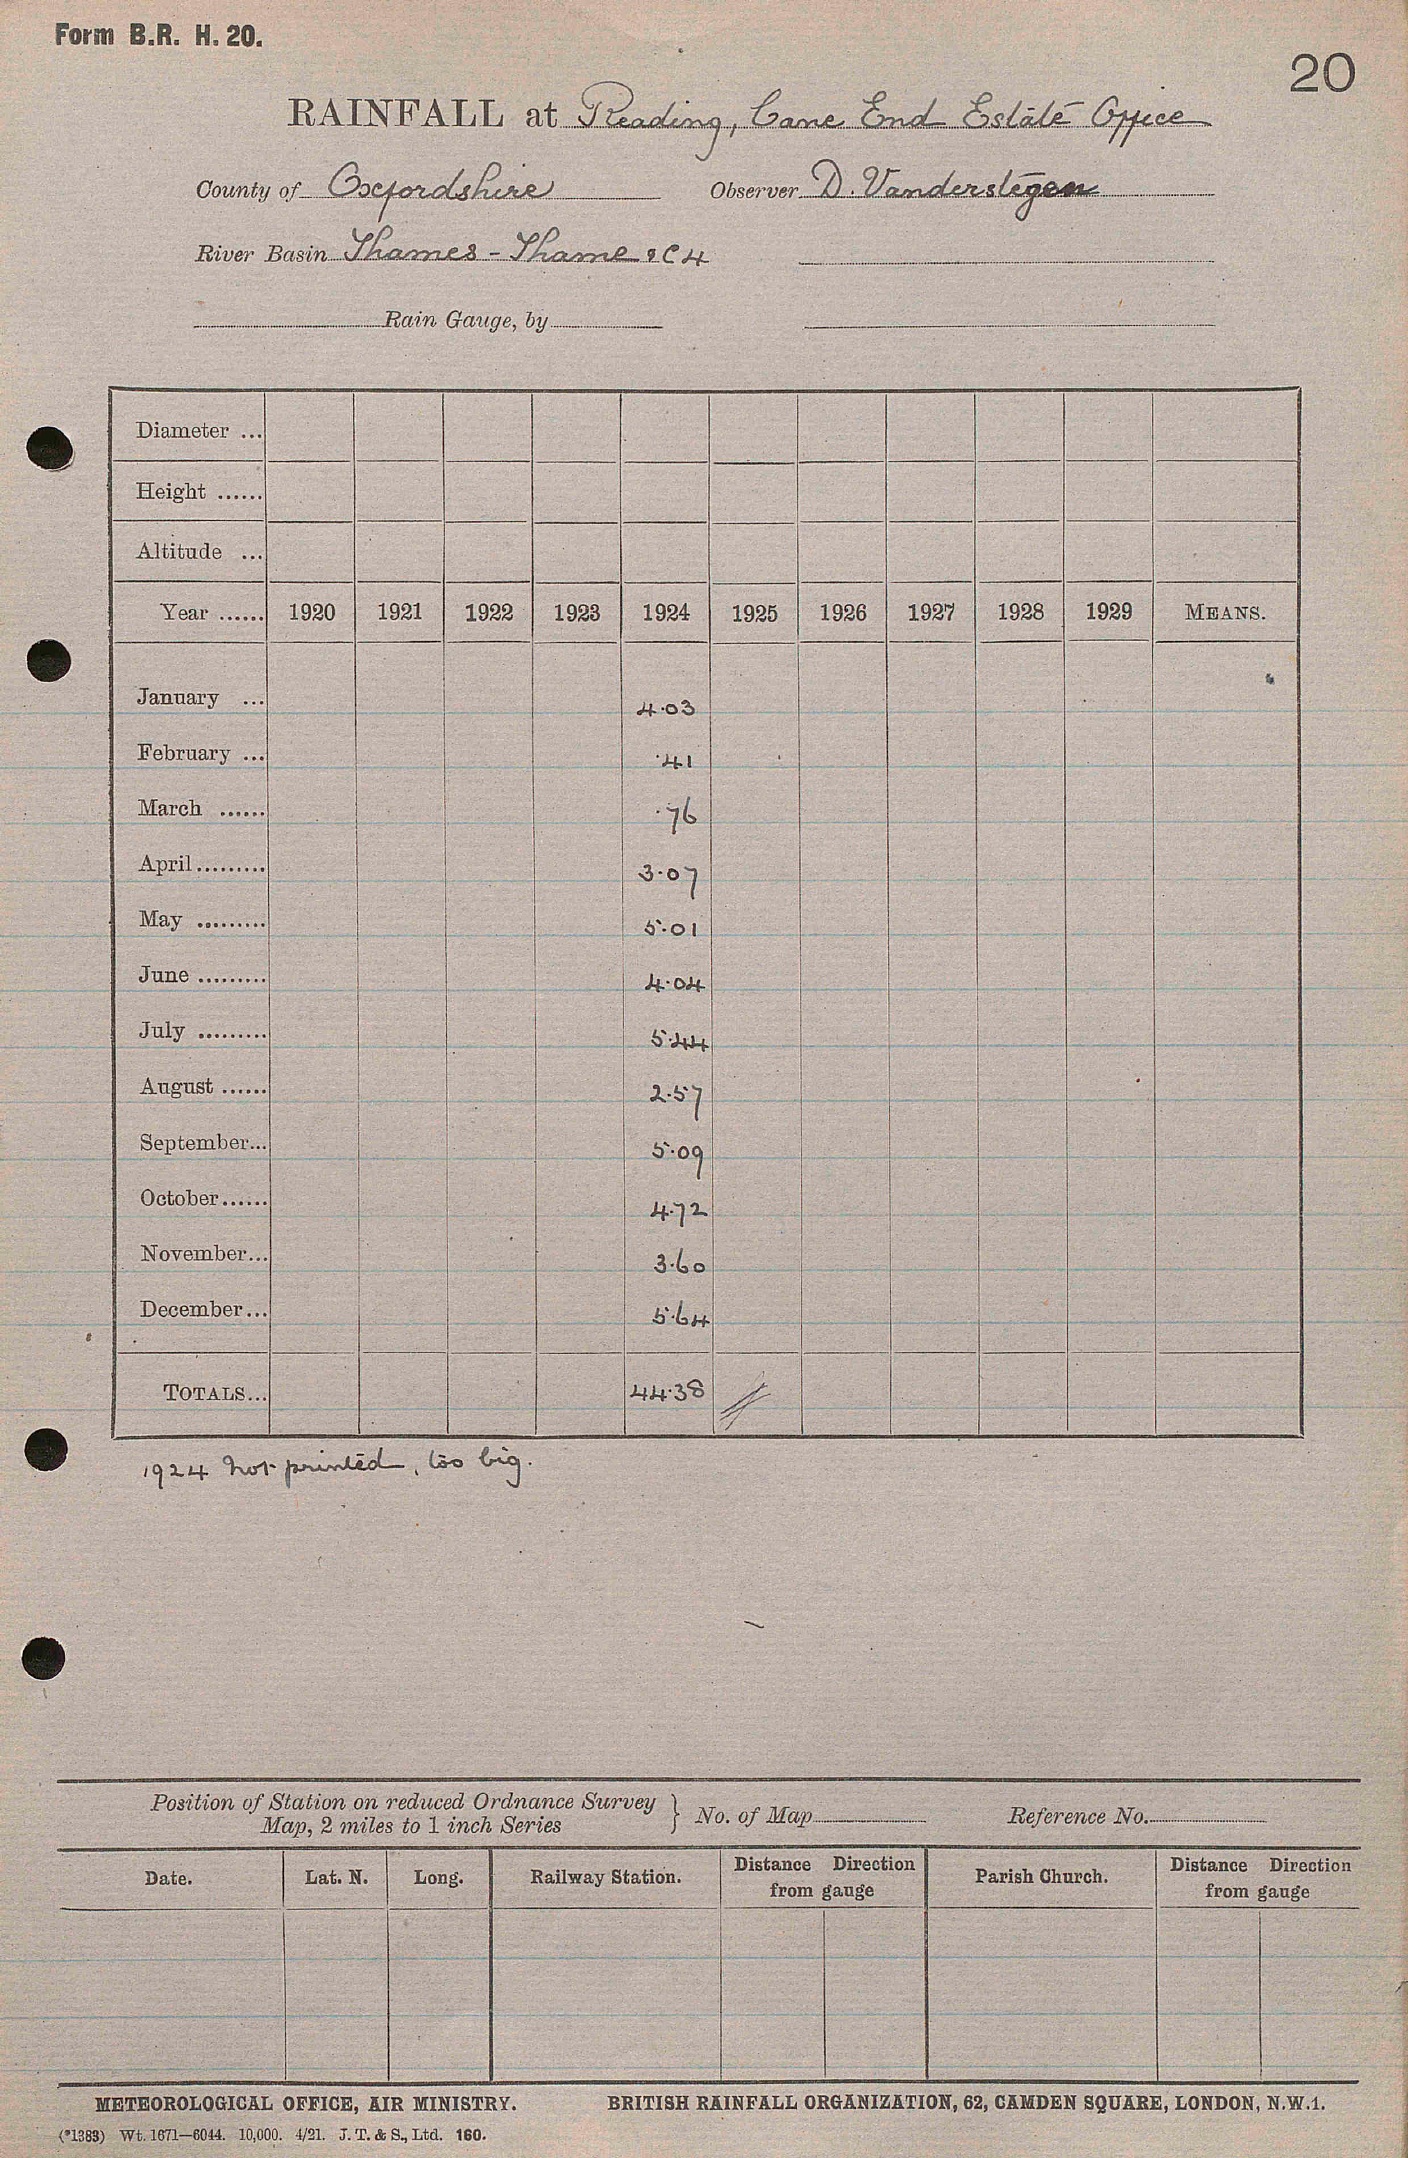 Form B.R. H. 20.
20
RAINFALL at Reading, Cane End Estate Office
County of Oxfordshire Observer D. Vanderstegen
River Basin Thames - Thame & C 4
Rain Gauge, by
Diameter ...
Height ......
Altitude ...
Year ...... 1920 1921 1922 1923 1924 1925 1926 1927 1928 1929 MEANS.
January ... 4.03
February ... .41
March ...... .76
April ......... 3.07
May ......... 5.01
June ......... 4.04
July ......... 5.44
August ...... 2.57
September... 5.09
October...... 4.72
November... 3.60
December... 5.64
TOTALS... 44.38
1924 not printed, too big.
Position of Station on reduced Ordnance Survey
Map, 2 miles to 1 inch Series } No. of Map Reference No.
Date. Lat. N. Long. Railway Station. Distance Direction from gauge Parish Church. Distance Direction from gauge
METEOROLOGICAL OFFICE, AIR MINISTRY. BRITISH RAINFALL ORGANIZATION, 62, CAMDEN SQUARE, LONDON, N.W.1.
(*1383) Wt. 1671—6044. 10,000. 4/21. J. T. & S., Ltd. 160.